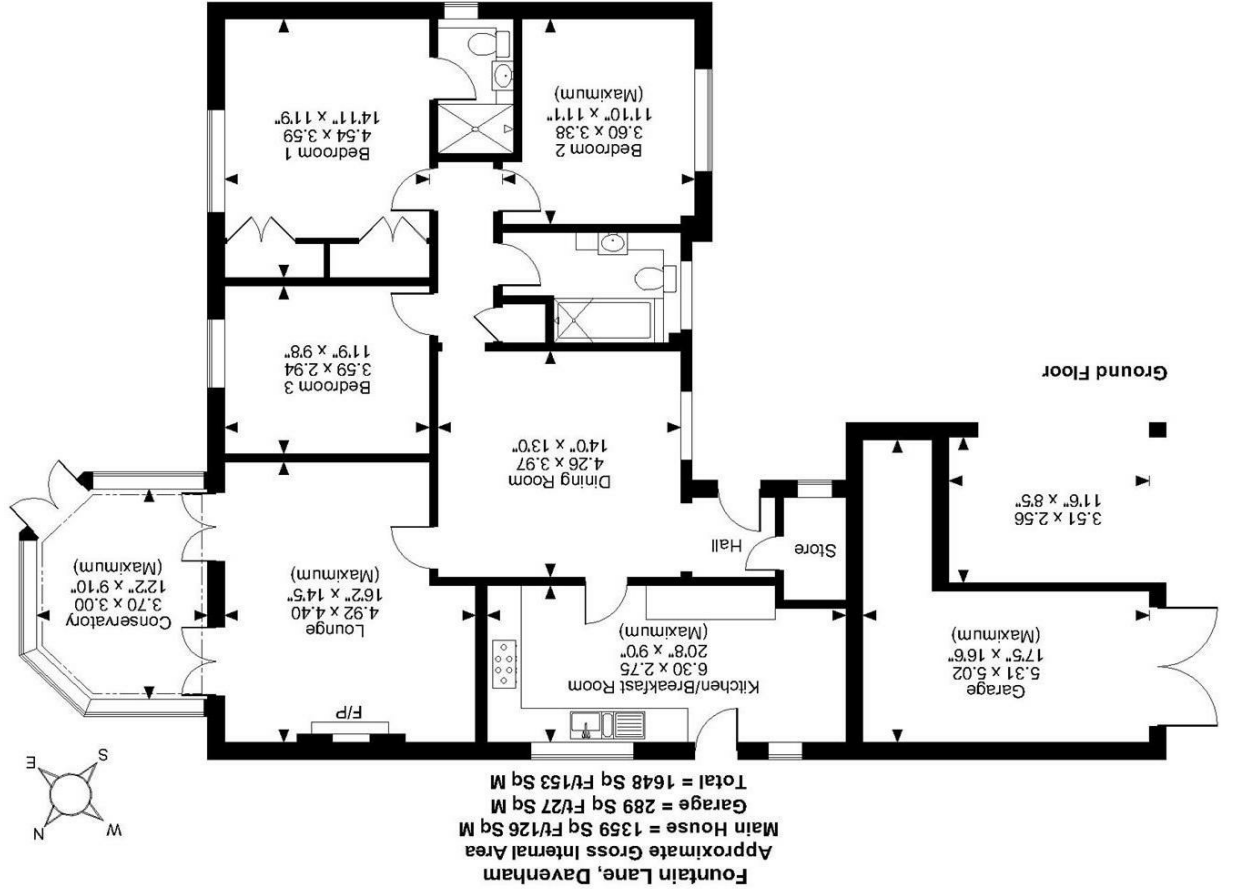 Fountain Lane, Davenham
Approximate Gross Internal Area
Main House = 1359 Sq Ft/126 Sq M
Garage = 289 Sq Ft/27 Sq M
Total = 1648 Sq Ft/153 Sq M
W
N
S
E
Garage
5.31 x 5.02
17'5" x 16'6"
(Maximum)
Kitchen/Breakfast Room
6.30 x 2.75
20'8" x 9'0"
(Maximum)
F/P
Lounge
4.92 x 4.40
16'2" x 14'5"
(Maximum)
Conservatory
3.70 x 3.00
12'2" x 9'10"
(Maximum)
3.51 x 2.56
11'6" x 8'5"
Store
Hall
Dining Room
4.26 x 3.97
14'0" x 13'0"
Bedroom 3
3.59 x 2.94
11'9" x 9'8"
Ground Floor
Bedroom 2
3.60 x 3.38
11'10" x 11'1"
(Maximum)
Bedroom 1
4.54 x 3.59
14'11" x 11'9"